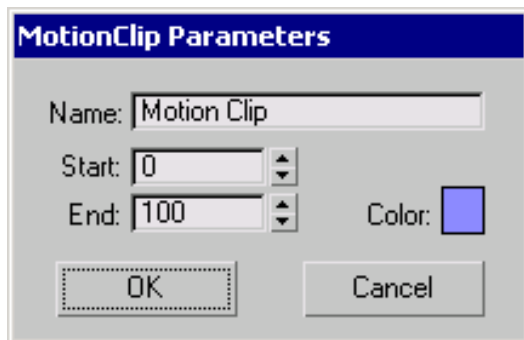 MotionClip Parameters
Name: Motion Clip
Start: 0
End: 100 Color:
OK Cancel